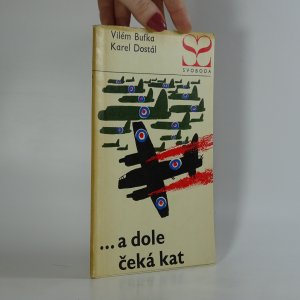 Vilém Bufka
Karel Dostál
SVOBODA
...a dole
čeká kat